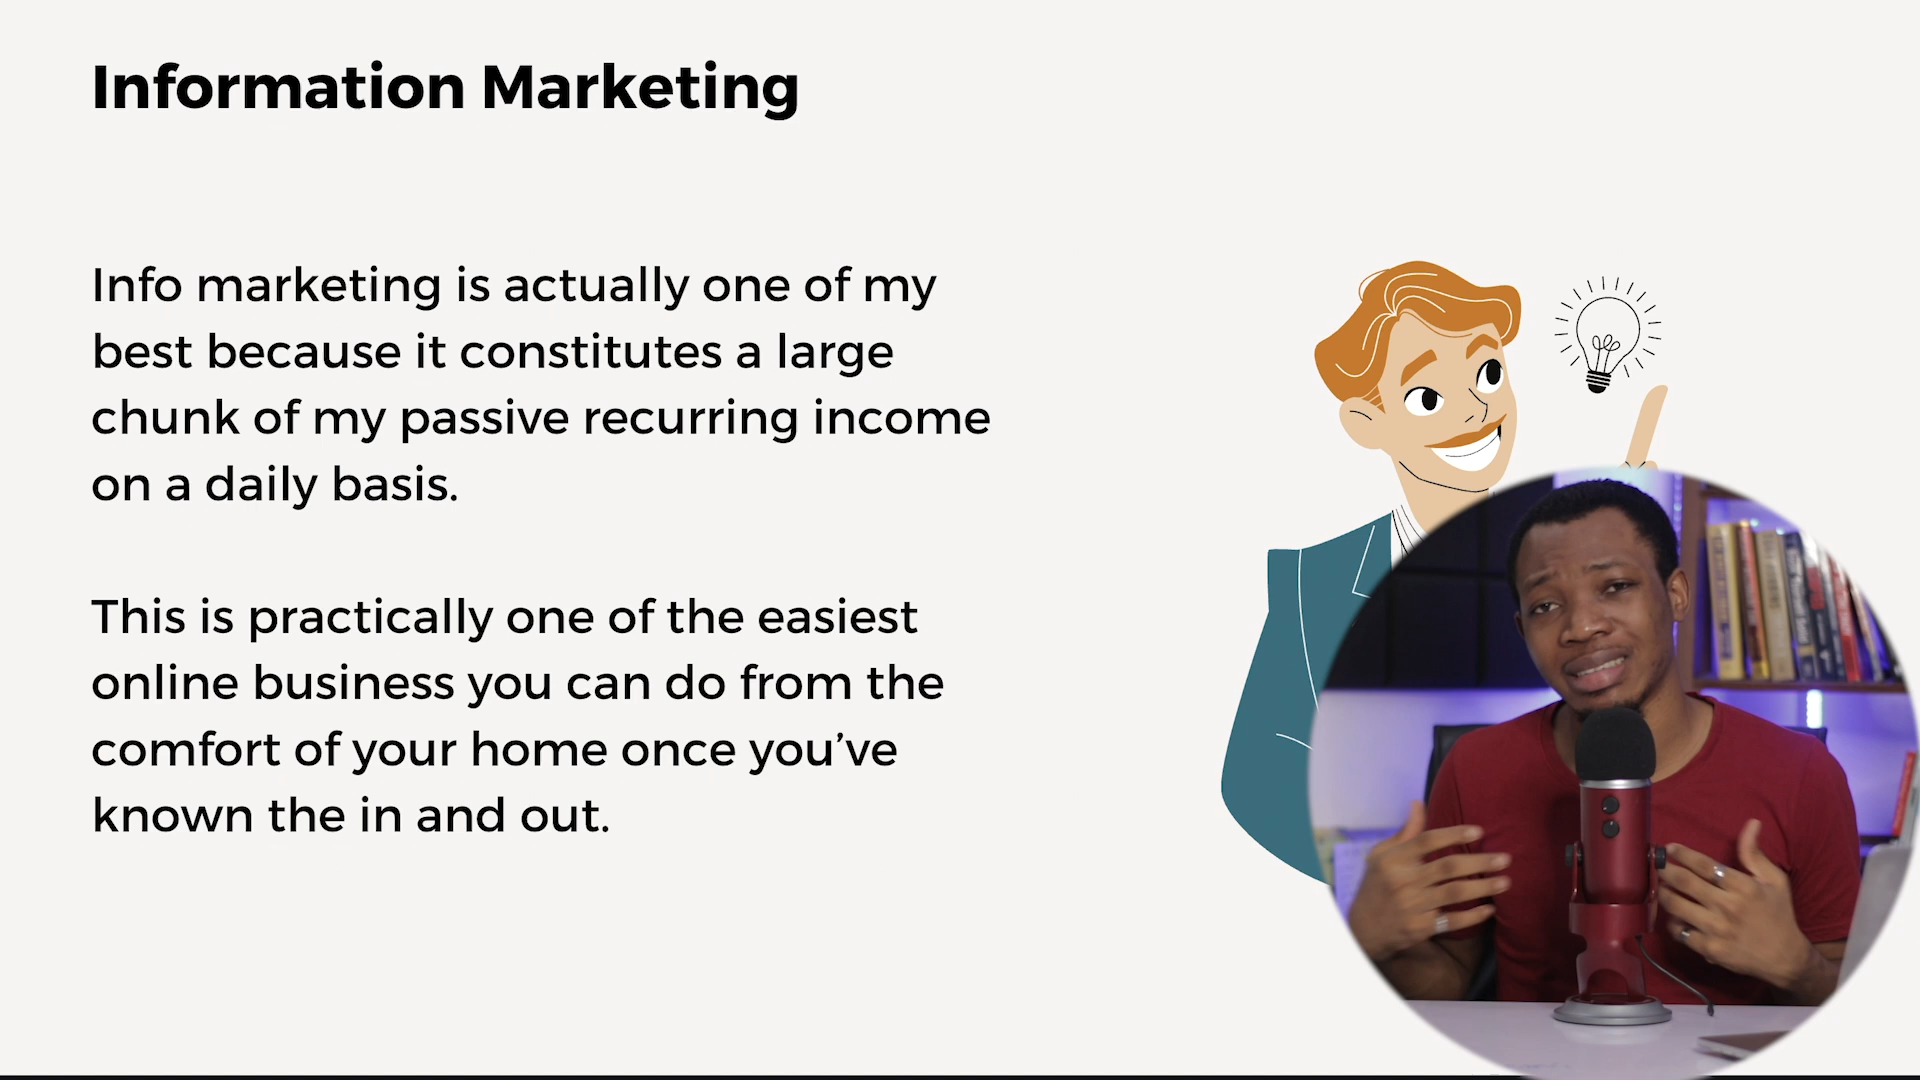 Information Marketing
Info marketing is actually one of my
best because it constitutes a large
chunk of my passive recurring income
on a daily basis.
This is practically one of the easiest
online business you can do from the
comfort of your home once you’ve
known the in and out.